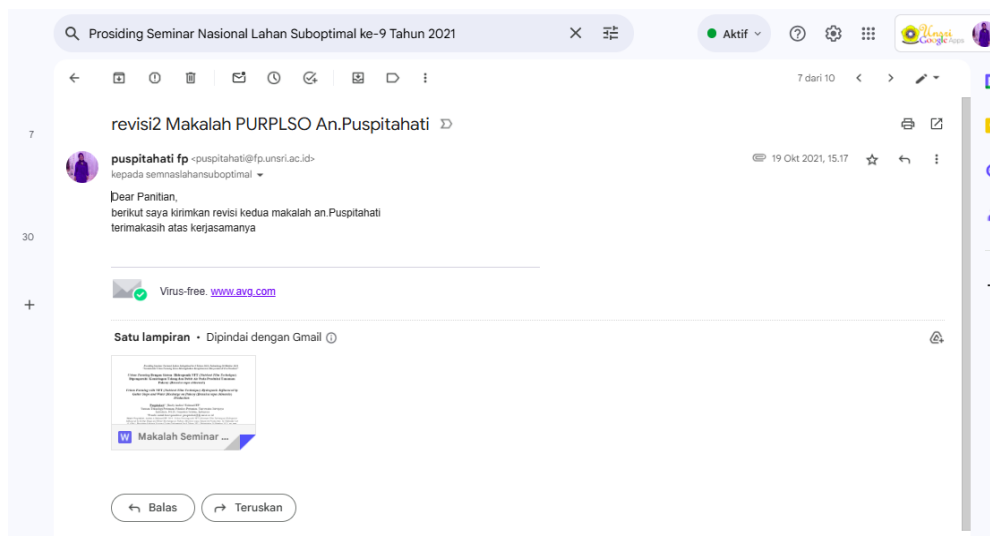 Prosiding Seminar Nasional Lahan Suboptimal ke-9 Tahun 2021
Aktif
7 dari 10
7
revisi2 Makalah PURPLSO An.Puspitahati
puspitahati fp <puspitahati@fp.unsri.ac.id>
19 Okt 2021, 15.17
kepada semnaslahansuboptimal
Dear Panitian,
berikut saya kirimkan revisi kedua makalah an.Puspitahati
terimakasih atas kerjasamanya
30
Virus-free. www.avg.com
Satu lampiran • Dipindai dengan Gmail
W Makalah Seminar ...
Balas
Teruskan